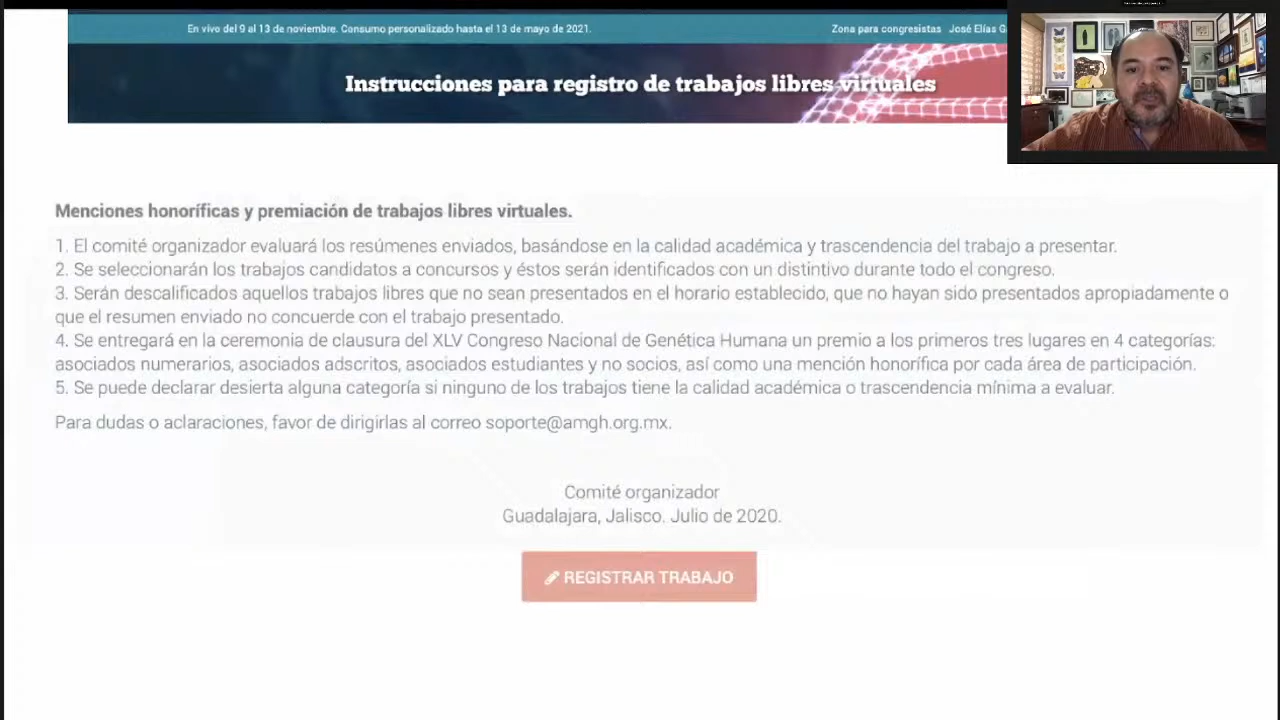 En vivo del 9 al 13 de noviembre. Consumo personalizado hasta el 13 de mayo de 2021.
Zona para congresistas José Elías
Instrucciones para registro de trabajos libres virtuales
Menciones honoríficas y premiación de trabajos libres virtuales.
1. El comité organizador evaluará los resúmenes enviados, basándose en la calidad académica y trascendencia del trabajo a presentar.
2. Se seleccionarán los trabajos candidatos a concursos y éstos serán identificados con un distintivo durante todo el congreso.
3. Serán descalificados aquellos trabajos libres que no sean presentados en el horario establecido, que no hayan sido presentados apropiadamente o
que el resumen enviado no concuerde con el trabajo presentado.
4. Se entregará en la ceremonia de clausura del XLV Congreso Nacional de Genética Humana un premio a los primeros tres lugares en 4 categorías:
asociados numerarios, asociados adscritos, asociados estudiantes y no socios, así como una mención honorífica por cada área de participación.
5. Se puede declarar desierta alguna categoría si ninguno de los trabajos tiene la calidad académica o trascendencia mínima a evaluar.
Para dudas o aclaraciones, favor de dirigirlas al correo soporte@amgh.org.mx.
Comité organizador
Guadalajara, Jalisco. Julio de 2020.
REGISTRAR TRABAJO